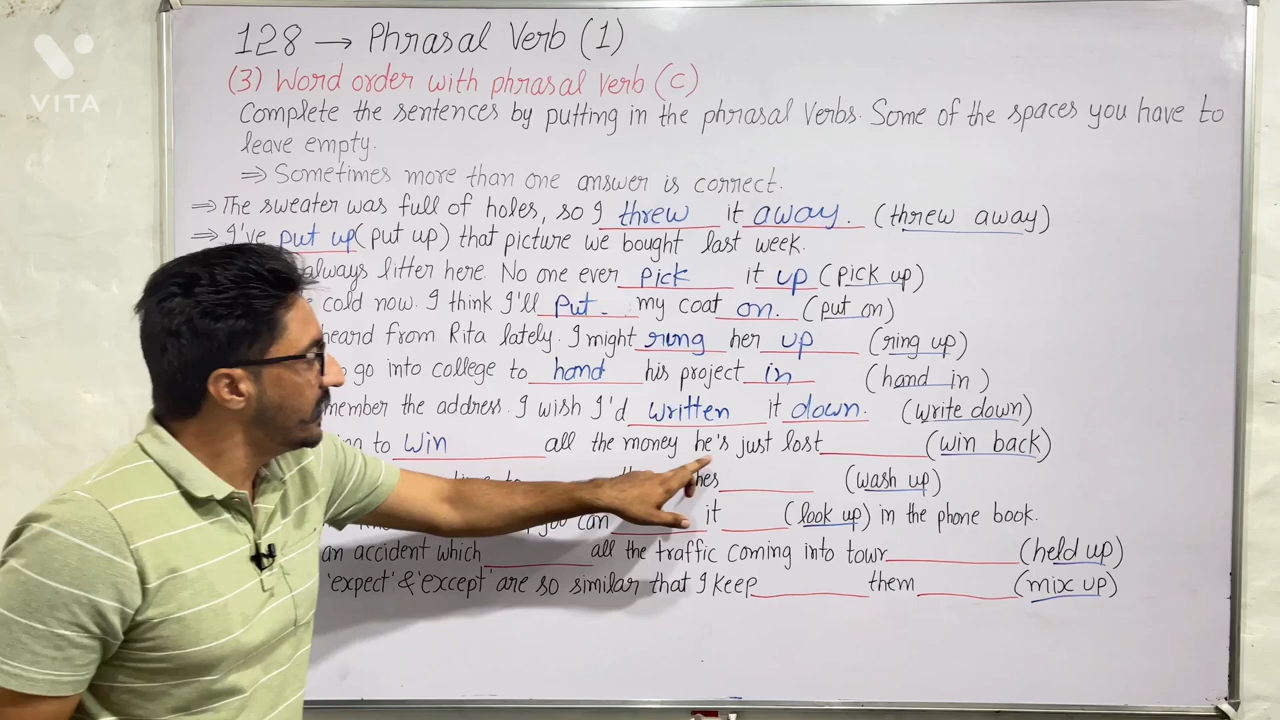 VITA
128 → Phrasal Verb (1)
(3) Word order with phrasal verb (C)
Complete the sentences by putting in the phrasal verbs. Some of the spaces you have to
leave empty.
⇒ Sometimes more than one answer is correct.
⇒ The sweater was full of holes, so I threw it away. (threw away)
⇒ I've put up (put up) that picture we bought last week.
always litter here. No one ever pick it up (pick up)
cold now. I think I'll put my coat on. (put on)
heard from Rita lately. I might rung her up (ring up)
go into college to hand his project in (hand in)
the address. I wish I'd written it down. (write down)
to win all the money he's just lost (win back)
(wash up)
can it (look up) in the phone book.
an accident which all the traffic coming into towr (held up)
'expect' & 'except' are so similar that I keep them (mix up)